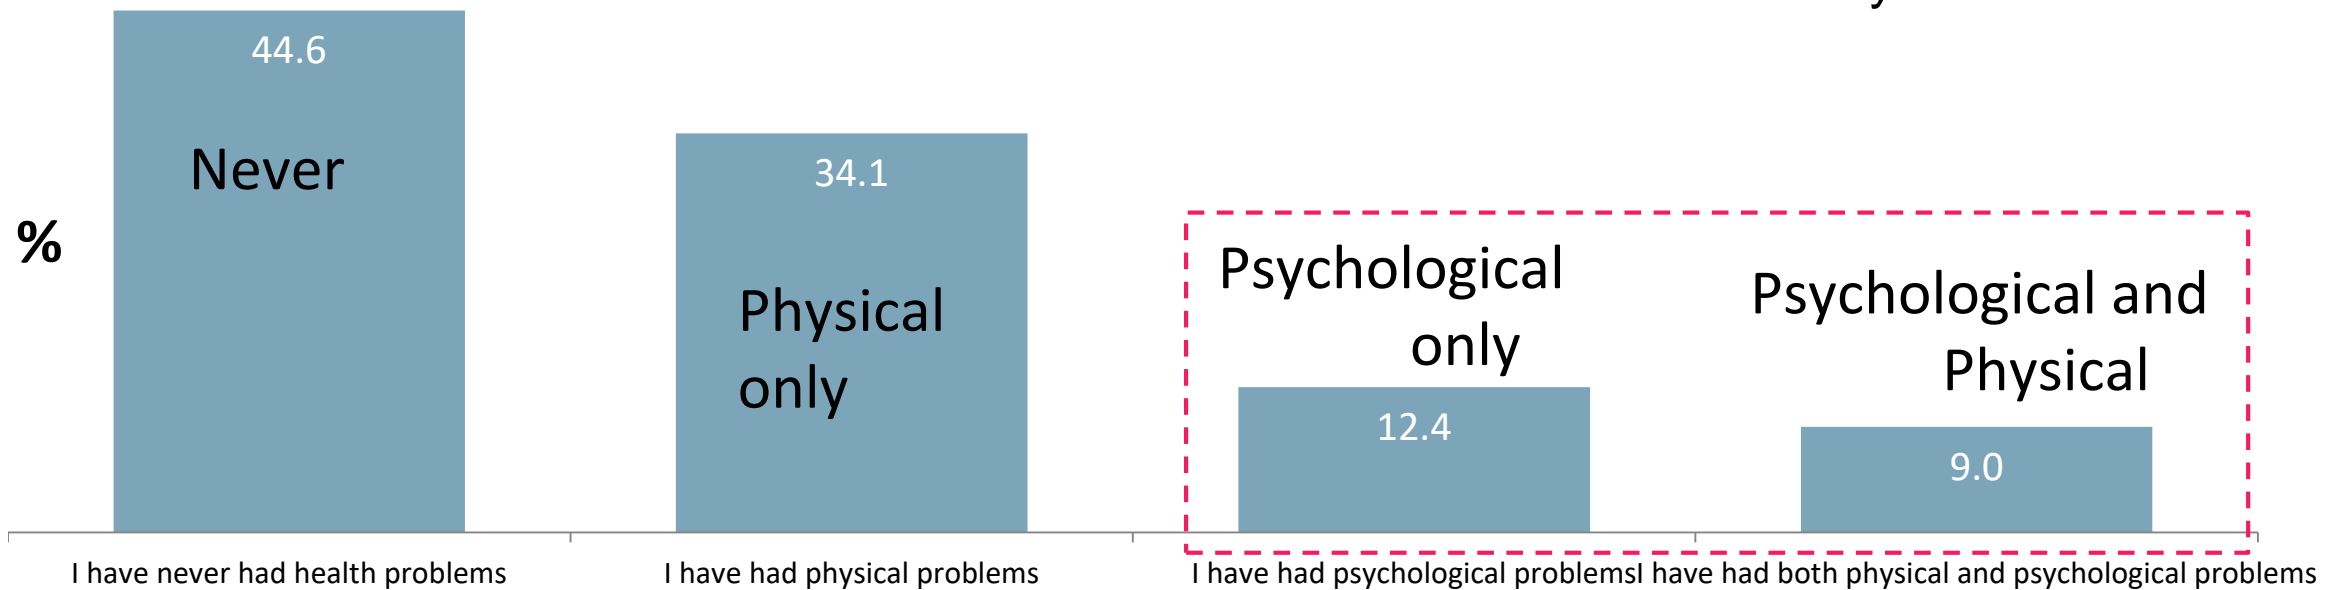 44.6
Never
34.1
Physical
only
%
Psychological
only
12.4
Psychological and
Physical
9.0
I have never had health problems
I have had physical problems
I have had psychological problems
I have had both physical and psychological problems